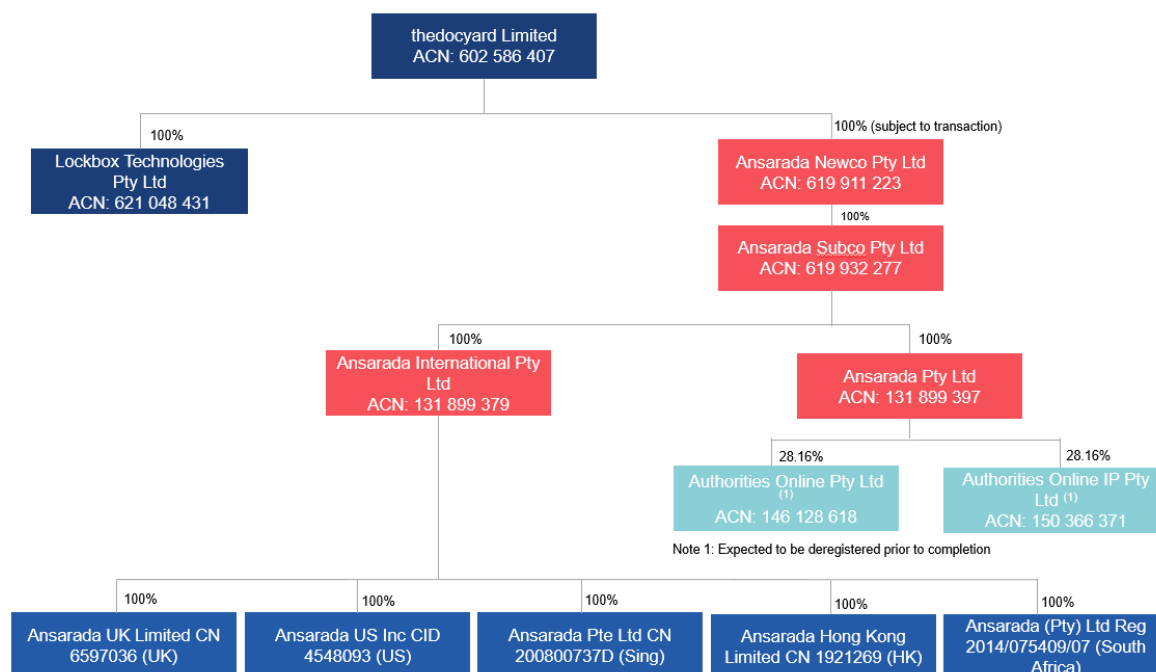 thedocyard Limited
ACN: 602 586 407
100%
100% (subject to transaction)
Lockbox Technologies
Pty Ltd
ACN: 621 048 431
Ansarada Newco Pty Ltd
ACN: 619 911 223
100%
Ansarada Subco Pty Ltd
ACN: 619 932 277
100%
100%
Ansarada International Pty
Ltd
ACN: 131 899 379
Ansarada Pty Ltd
ACN: 131 899 397
28.16%
28.16%
Authorities Online Pty Ltd
(1)
ACN: 146 128 618
Authorities Online IP Pty
Ltd (1)
ACN: 150 366 371
Note 1: Expected to be deregistered prior to completion
100%
100%
100%
100%
100%
Ansarada UK Limited CN
6597036 (UK)
Ansarada US Inc CID
4548093 (US)
Ansarada Pte Ltd CN
200800737D (Sing)
Ansarada Hong Kong
Limited CN 1921269 (HK)
Ansarada (Pty) Ltd Reg
2014/075409/07 (South
Africa)